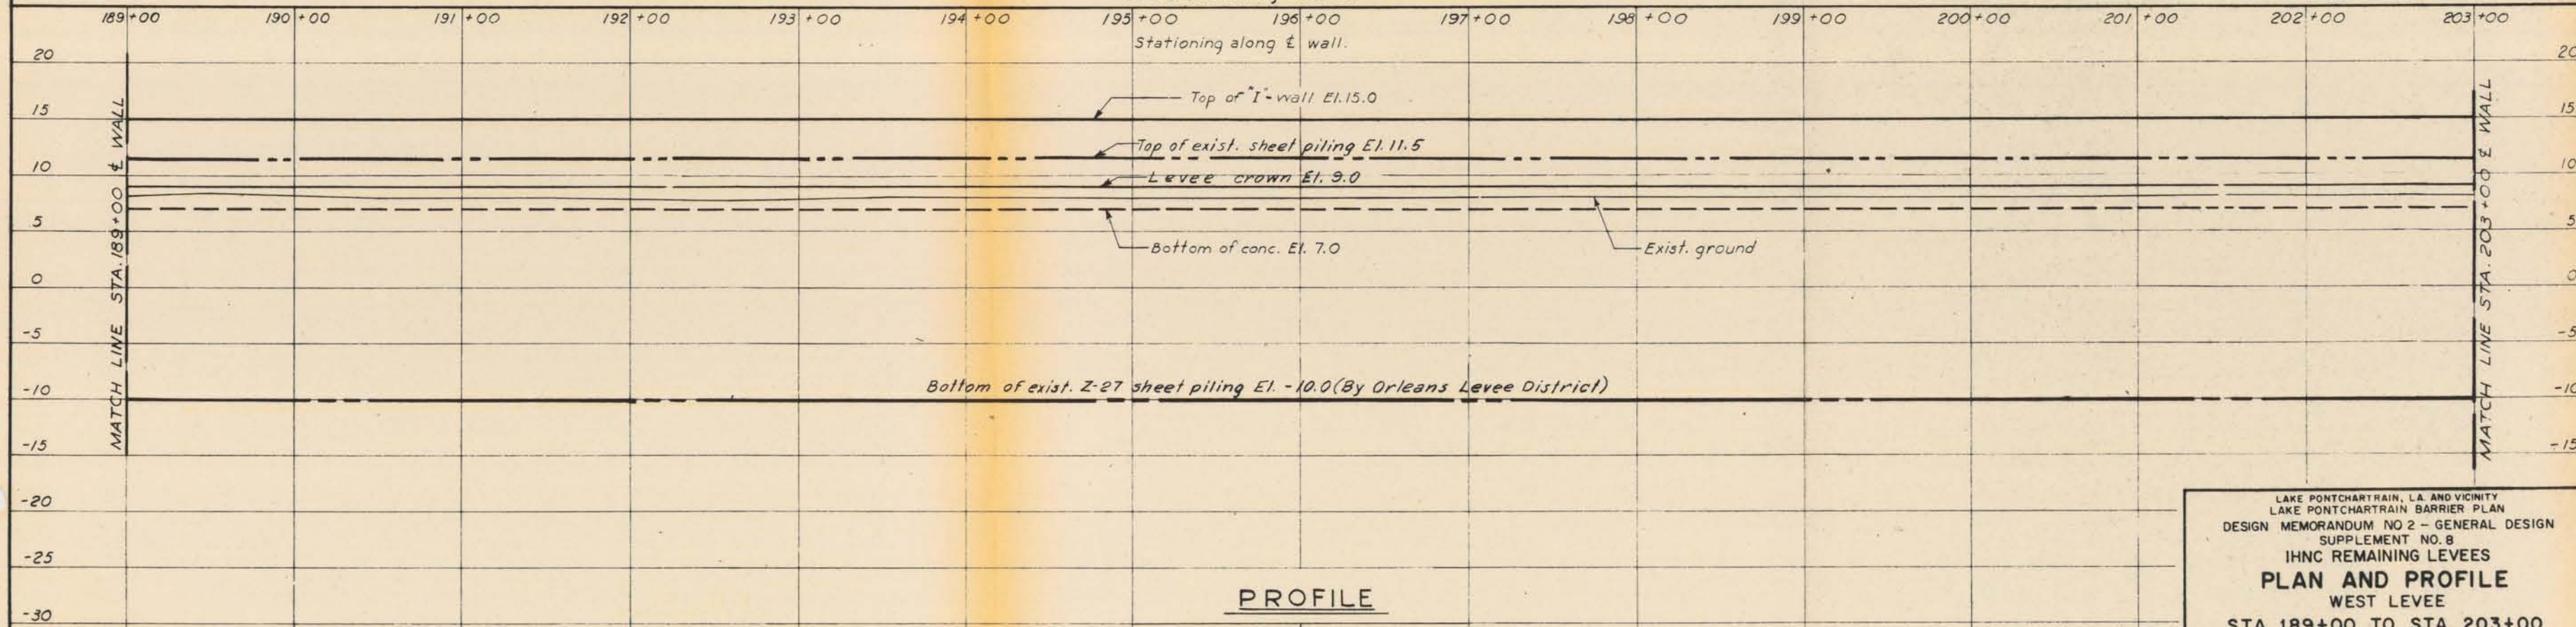 189+00 190+00 191+00 192+00 193+00 194+00 195+00 196+00 197+00 198+00 199+00 200+00 201+00 202+00 203+00
Stationing along ℄ wall.
20 20
Top of "I"-wall El. 15.0
15 15
Top of exist. sheet piling El. 11.5
10 10
Levee crown El. 9.0
5 5
Bottom of conc. El. 7.0
Exist. ground
0 0
-5 -5
Bottom of exist. Z-27 sheet piling El. -10.0 (By Orleans Levee District)
-10 -10
-15 -15
-20
-25
-30
MATCH LINE STA. 189+00 ℄ WALL
MATCH LINE STA. 203+00 ℄ WALL
PROFILE
LAKE PONTCHARTRAIN, LA. AND VICINITY
LAKE PONTCHARTRAIN BARRIER PLAN
DESIGN MEMORANDUM NO 2 - GENERAL DESIGN
SUPPLEMENT NO. 8
IHNC REMAINING LEVEES
PLAN AND PROFILE
WEST LEVEE
STA. 189+00 TO STA. 203+00